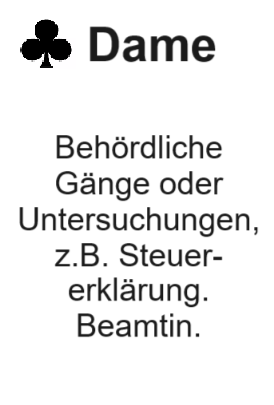 ♣ Dame
Behördliche
Gänge oder
Untersuchungen,
z.B. Steuer-
erklärung.
Beamtin.